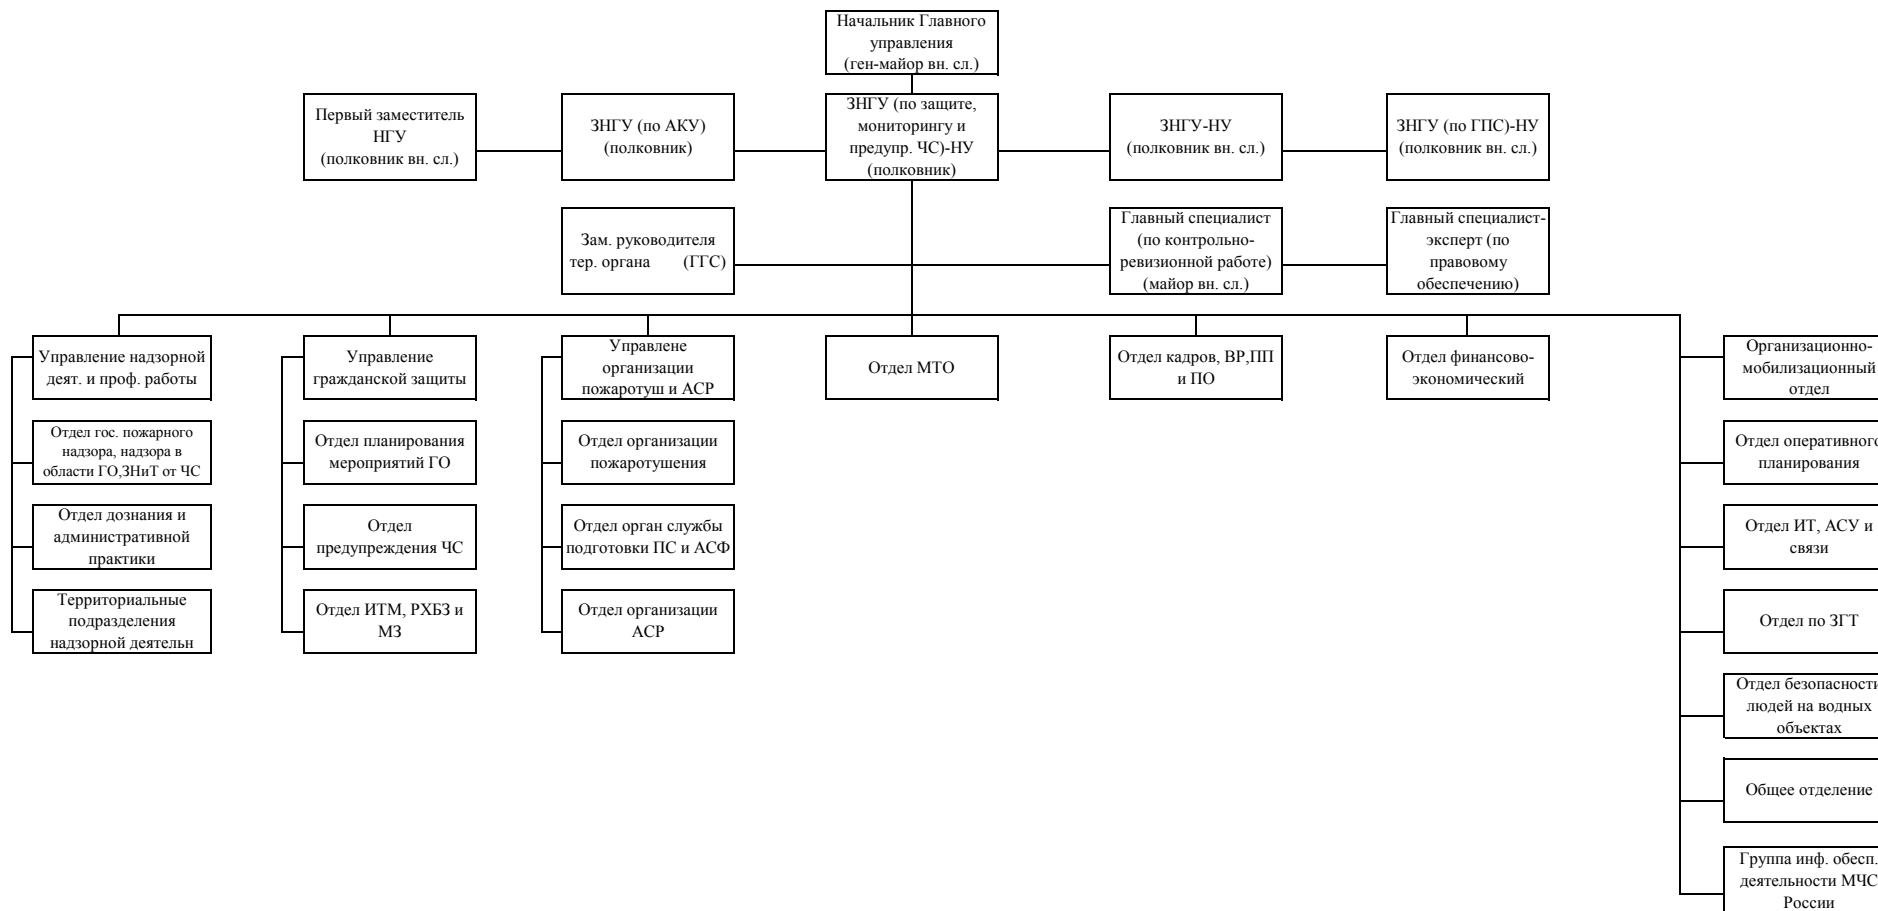 Начальник Главного
управления
(ген-майор вн. сл.)
Первый заместитель
НГУ
(полковник вн. сл.)
ЗНГУ (по АКУ)
(полковник)
ЗНГУ (по защите,
мониторингу и
предупр. ЧС)-НУ
(полковник)
ЗНГУ-НУ
(полковник вн. сл.)
ЗНГУ (по ГПС)-НУ
(полковник вн. сл.)
Зам. руководителя
тер. органа (ГГС)
Главный специалист
(по контрольно-
ревизионной работе)
(майор вн. сл.)
Главный специалист-
эксперт (по
правовому
обеспечению)
Управление надзорной
деят. и проф. работы
Отдел гос. пожарного
надзора, надзора в
области ГО,ЗНиТ от ЧС
Отдел дознания и
административной
практики
Территориальные
подразделения
надзорной деятельн
Управление
гражданской защиты
Отдел планирования
мероприятий ГО
Отдел
предупреждения ЧС
Отдел ИТМ, РХБЗ и
МЗ
Управлене
организации
пожаротуш и АСР
Отдел организации
пожаротушения
Отдел орган службы
подготовки ПС и АСФ
Отдел организации
АСР
Отдел МТО
Отдел кадров, ВР,ПП
и ПО
Отдел финансово-
экономический
Организационно-
мобилизационный
отдел
Отдел оперативного
планирования
Отдел ИТ, АСУ и
связи
Отдел по ЗГТ
Отдел безопасности
людей на водных
объектах
Общее отделение
Группа инф. обесп.
деятельности МЧС
России